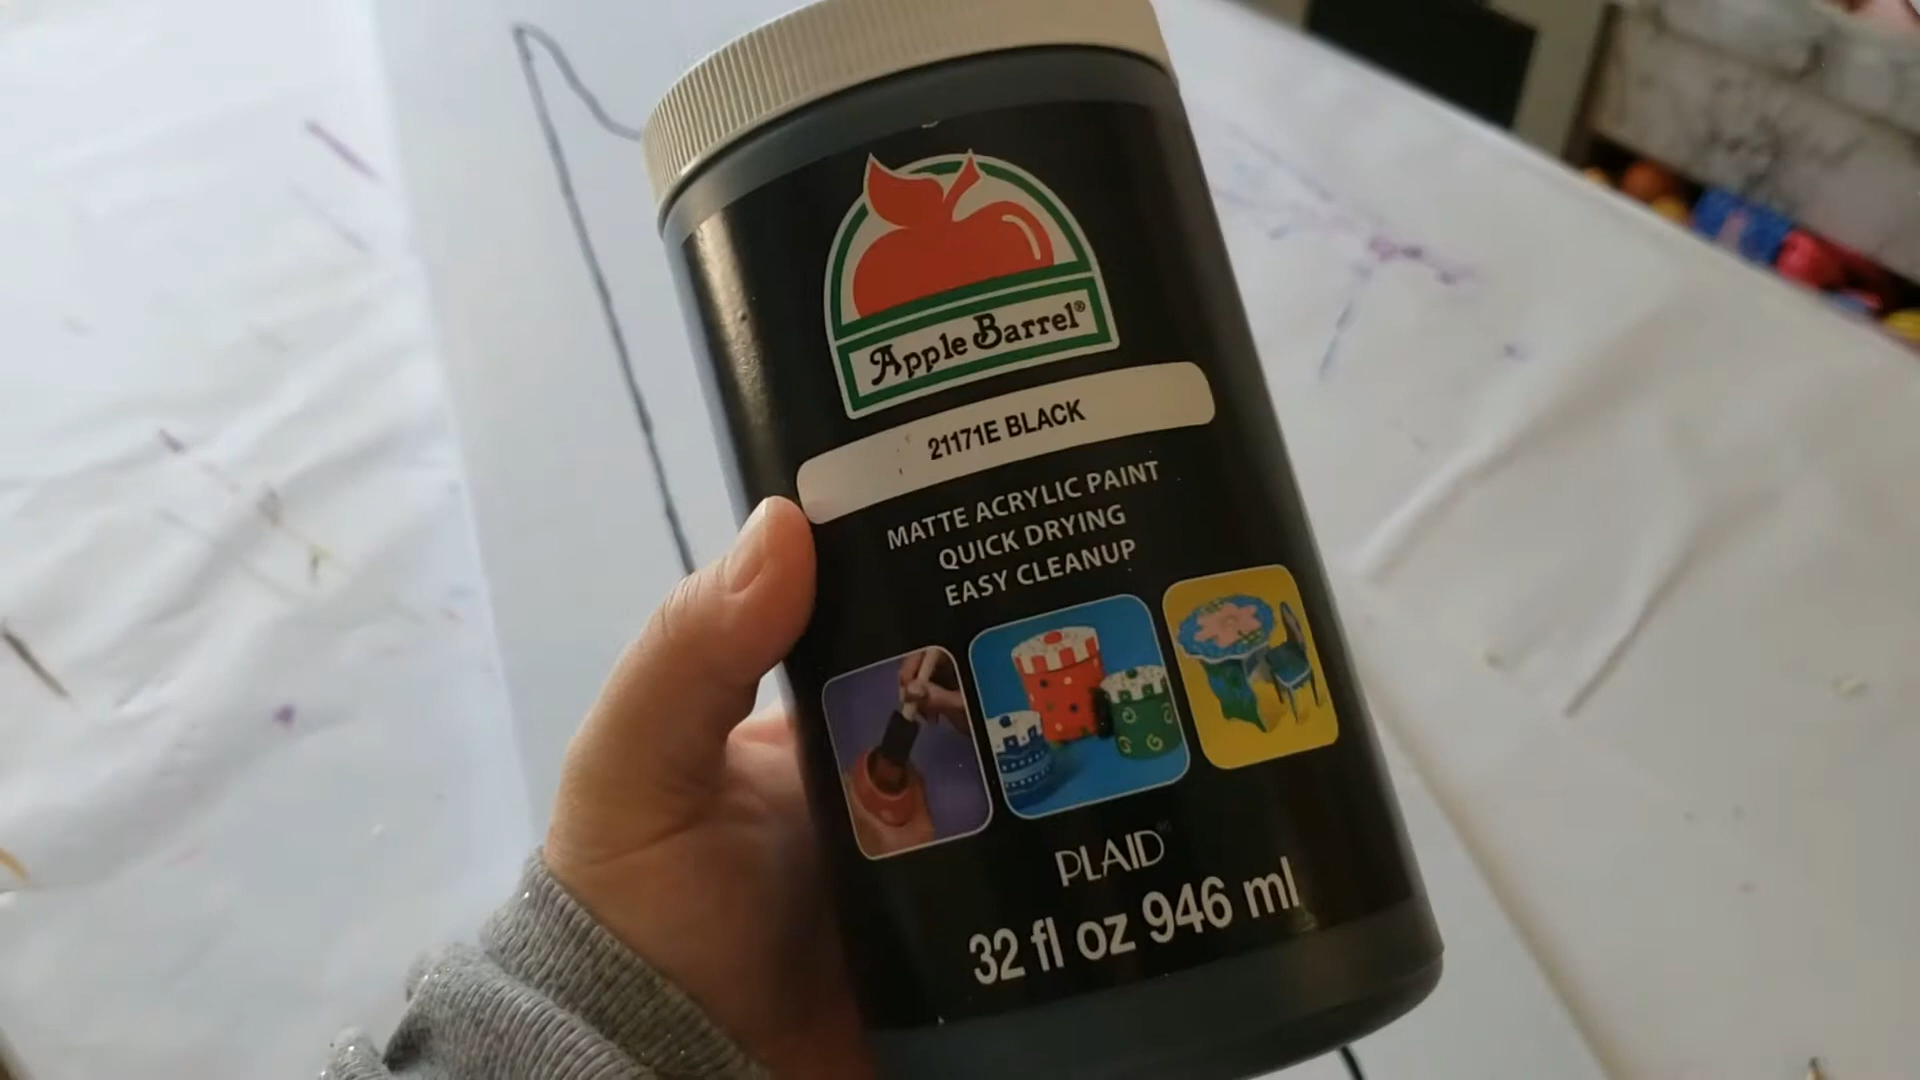 Apple Barrel®
21171E BLACK
MATTE ACRYLIC PAINT
QUICK DRYING
EASY CLEANUP
PLAID®
32 fl oz 946 ml